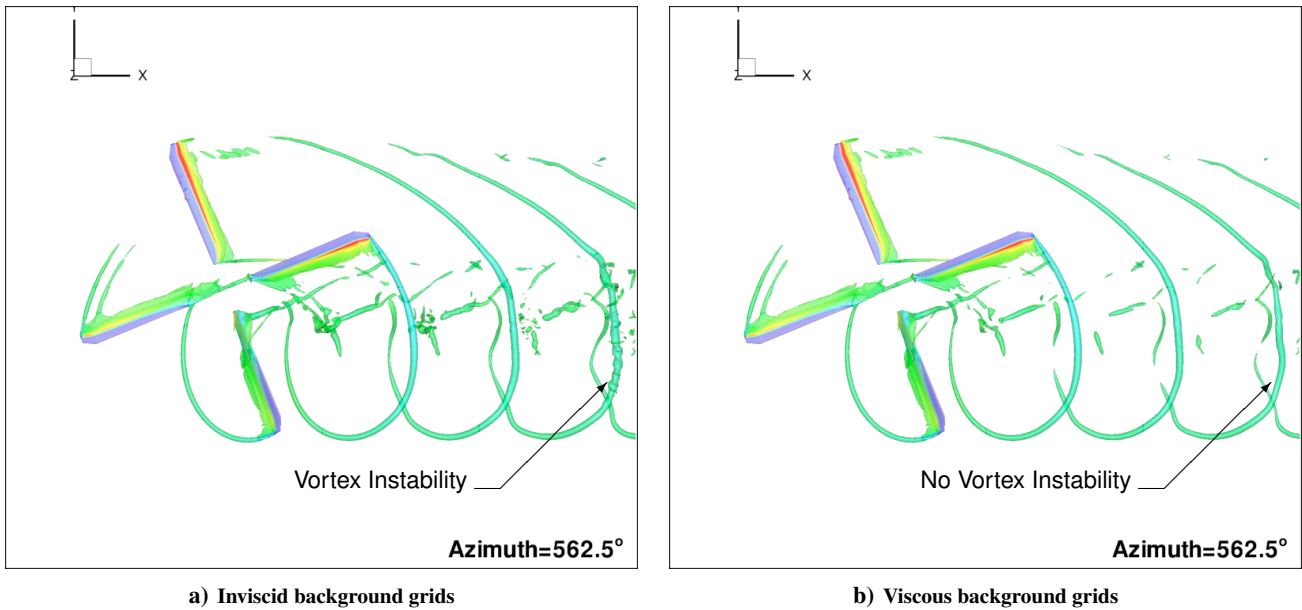 Z
X
Vortex Instability
Azimuth=562.5°
a) Inviscid background grids
Z
X
No Vortex Instability
Azimuth=562.5°
b) Viscous background grids